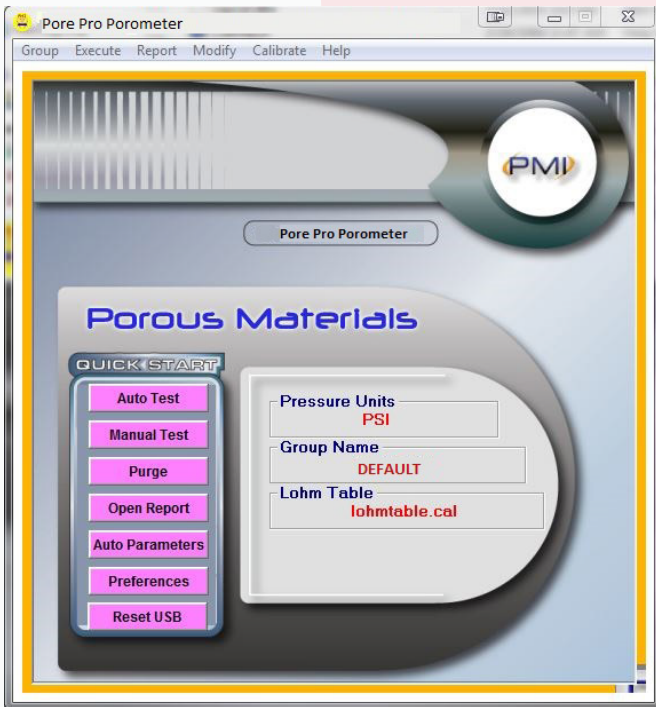 Pore Pro Porometer
Group Execute Report Modify Calibrate Help
PMI
Pore Pro Porometer
Porous Materials
QUICK START
Auto Test
Manual Test
Purge
Open Report
Auto Parameters
Preferences
Reset USB
Pressure Units
PSI
Group Name
DEFAULT
Lohm Table
lohmtable.cal